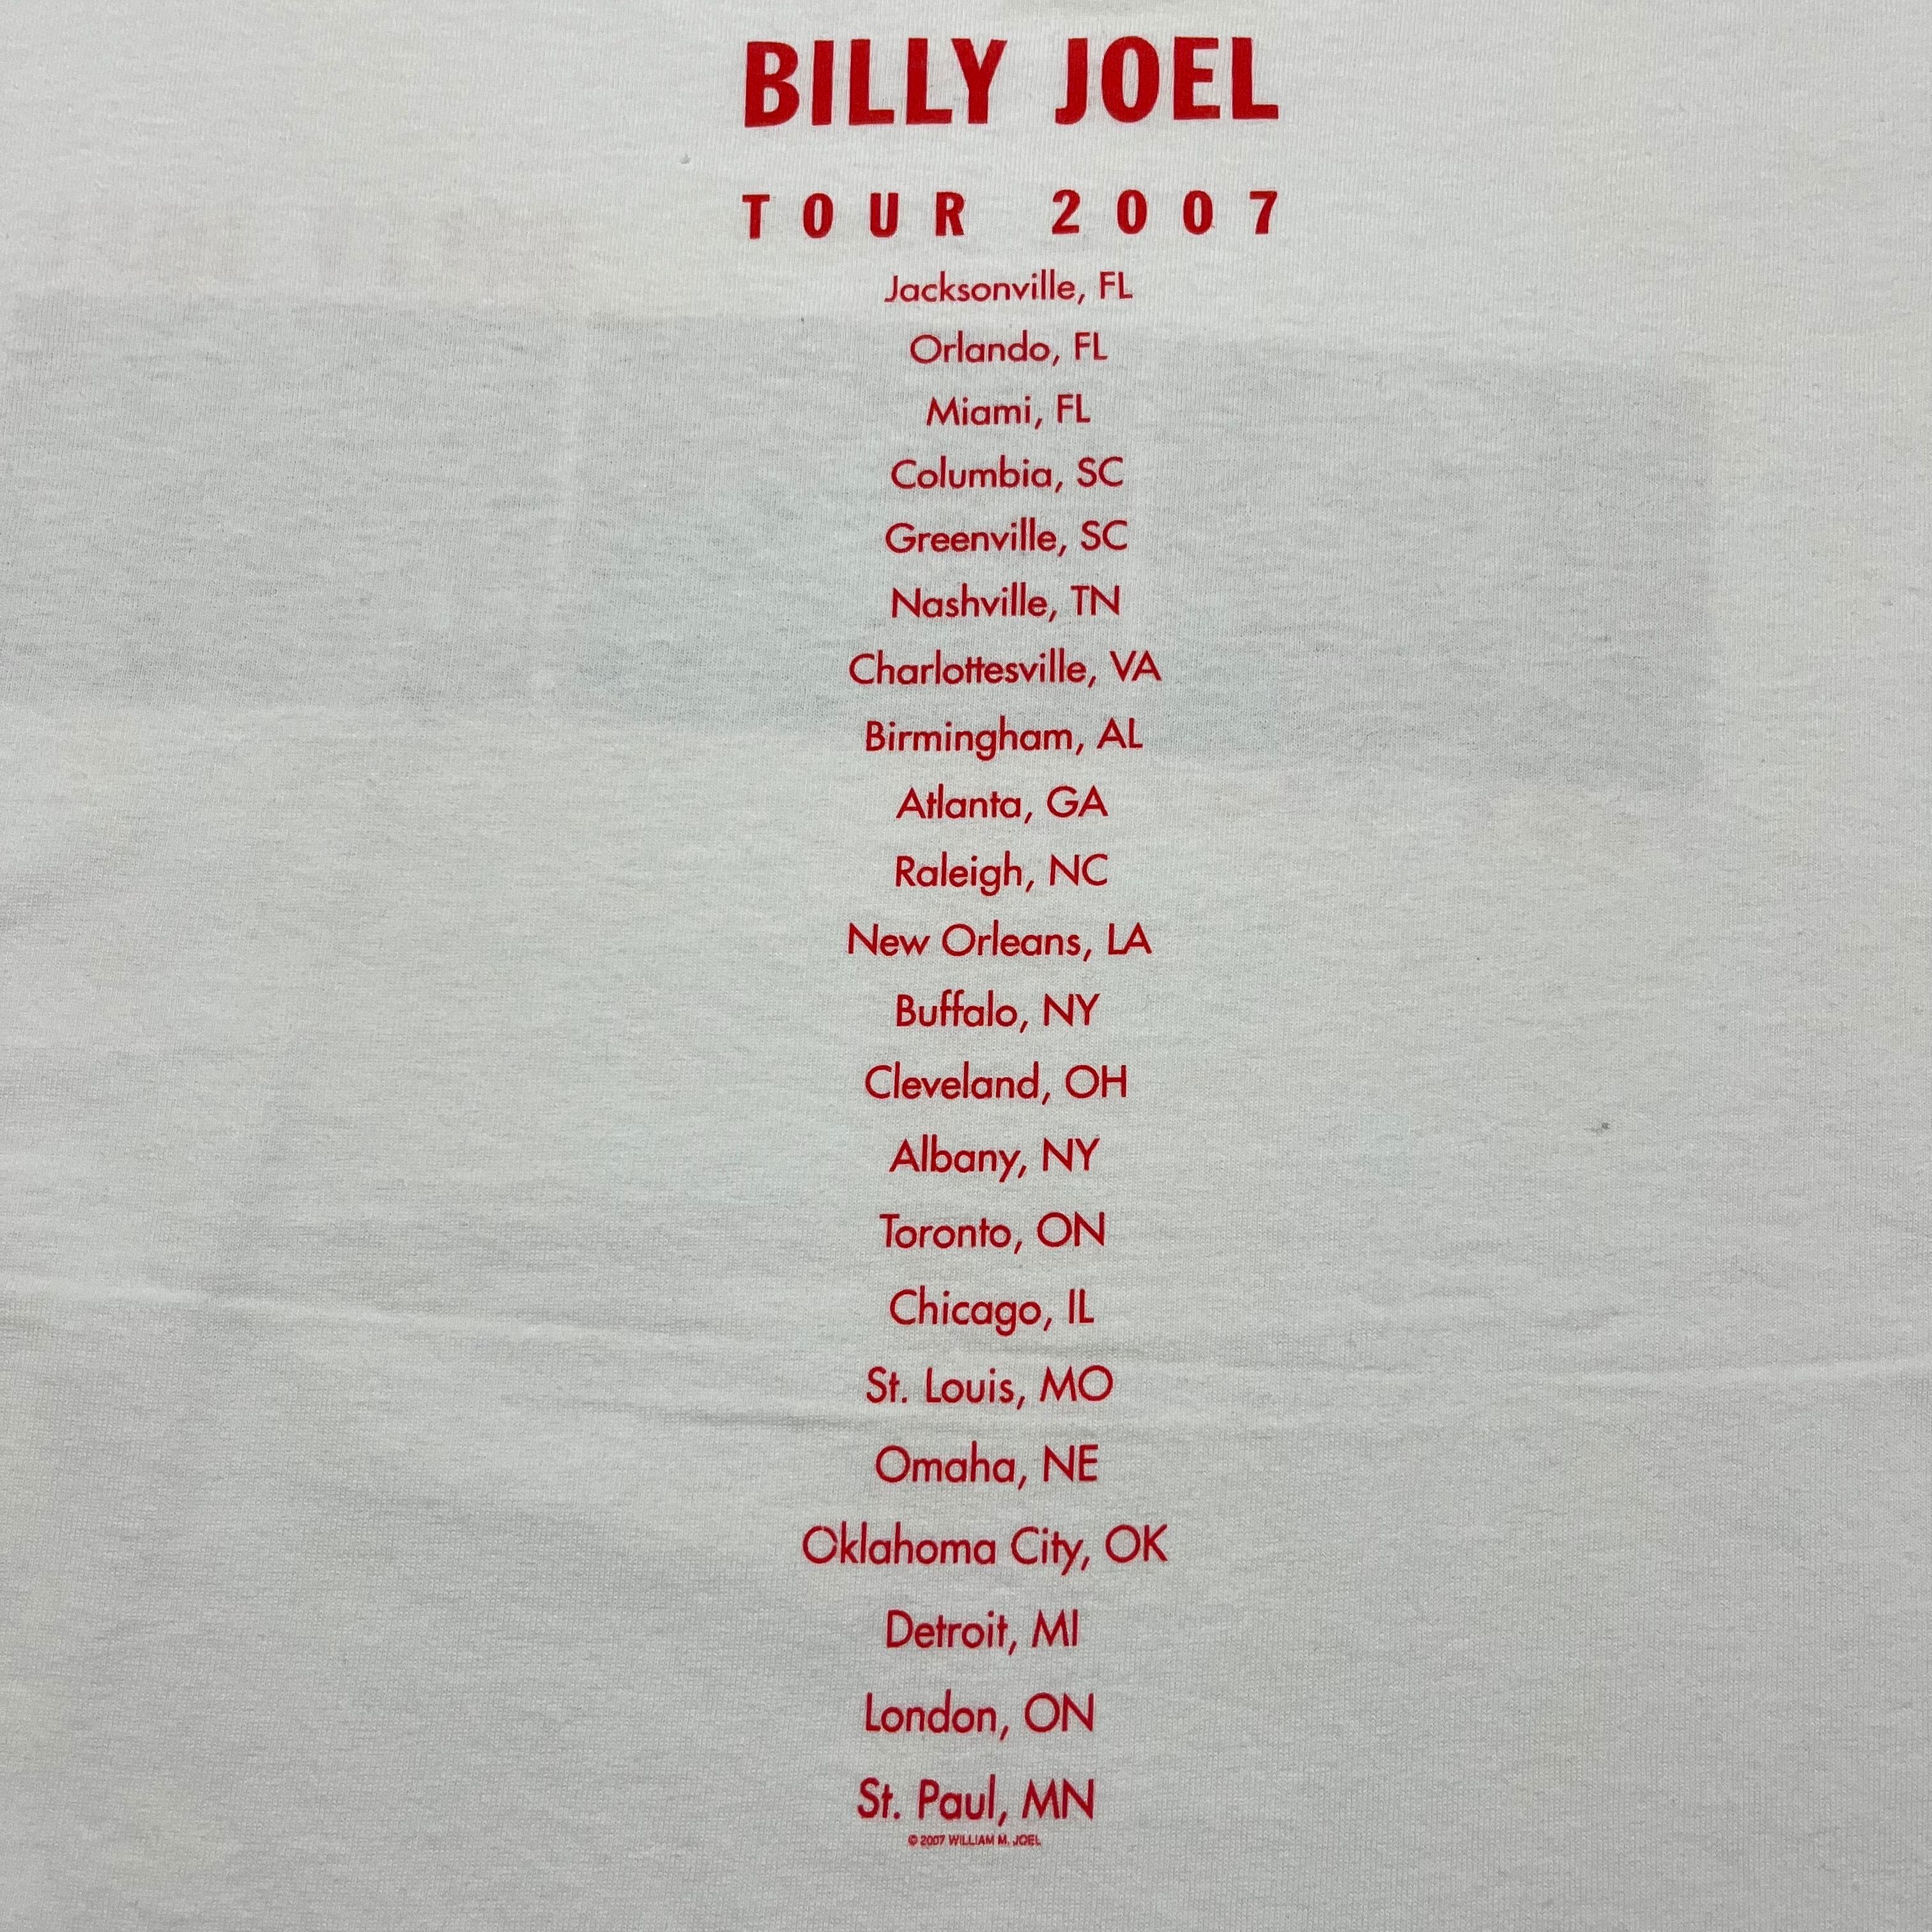 BILLY JOEL
TOUR 2007
Jacksonville, FL
Orlando, FL
Miami, FL
Columbia, SC
Greenville, SC
Nashville, TN
Charlottesville, VA
Birmingham, AL
Atlanta, GA
Raleigh, NC
New Orleans, LA
Buffalo, NY
Cleveland, OH
Albany, NY
Toronto, ON
Chicago, IL
St. Louis, MO
Omaha, NE
Oklahoma City, OK
Detroit, MI
London, ON
St. Paul, MN
© 2007 WILLIAM M. JOEL